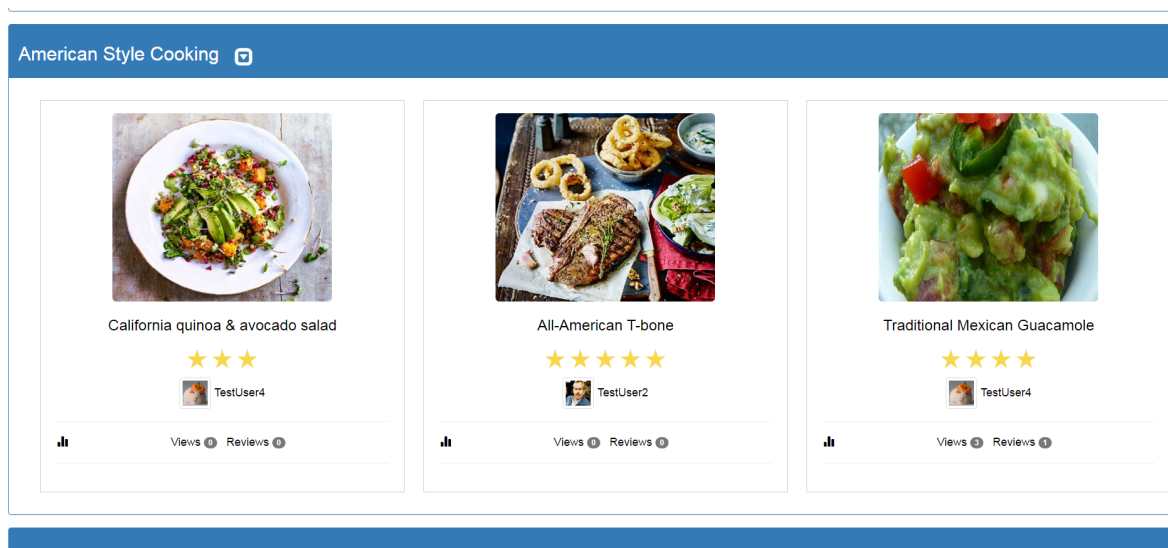 American Style Cooking
California quinoa & avocado salad
TestUser4
Views 0 Reviews 0
All-American T-bone
TestUser2
Views 0 Reviews 0
Traditional Mexican Guacamole
TestUser4
Views 3 Reviews 1